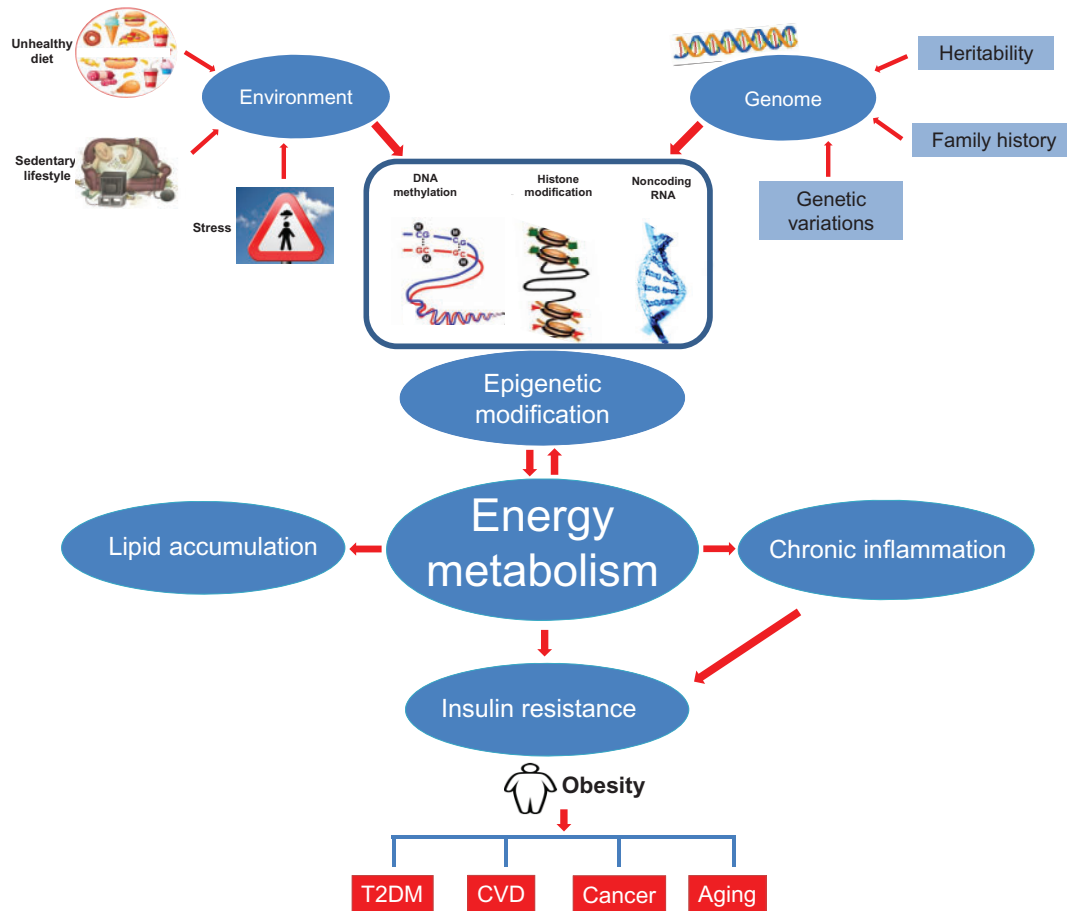 Unhealthy
diet
Environment
Sedentary
lifestyle
Stress
Genome
Heritability
Family history
Genetic
variations
DNA
methylation
Histone
modification
Noncoding
RNA
M
C G
G C
M
M
C G
G C
M
Epigenetic
modification
Energy
metabolism
Lipid accumulation
Chronic inflammation
Insulin resistance
Obesity
T2DM
CVD
Cancer
Aging